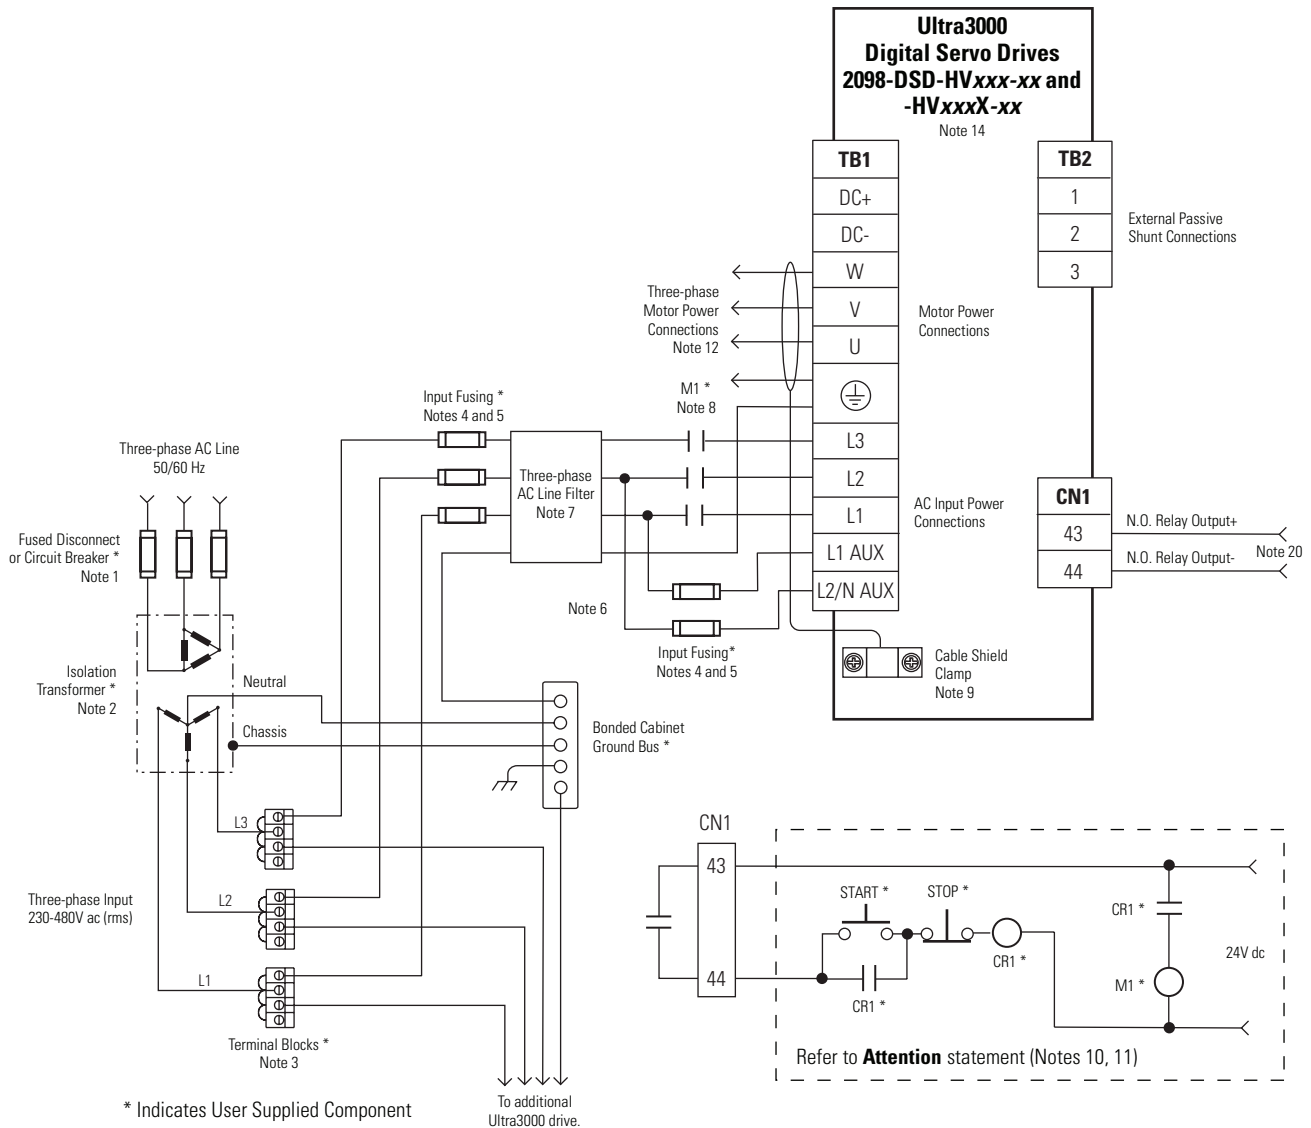 Ultra3000
Digital Servo Drives
2098-DSD-HVxxx-xx and
-HVxxxX-xx
Note 14
TB1
DC+
DC-
W
V
U
L3
L2
L1
L1 AUX
L2/N AUX
TB2
1
2
3
External Passive
Shunt Connections
Three-phase
Motor Power
Connections
Note 12
Motor Power
Connections
M1 *
Note 8
Input Fusing *
Notes 4 and 5
Three-phase AC Line
50/60 Hz
Three-phase
AC Line Filter
Note 7
AC Input Power
Connections
CN1
43
44
N.O. Relay Output+
N.O. Relay Output-
Note 20
Fused Disconnect
or Circuit Breaker *
Note 1
Note 6
Input Fusing*
Notes 4 and 5
Cable Shield
Clamp
Note 9
Isolation
Transformer *
Note 2
Neutral
Chassis
Bonded Cabinet
Ground Bus *
L3
L2
L1
Three-phase Input
230-480V ac (rms)
Terminal Blocks *
Note 3
To additional
Ultra3000 drive.
* Indicates User Supplied Component
CN1
43
44
START *
STOP *
CR1 *
CR1 *
CR1 *
M1 *
24V dc
Refer to Attention statement (Notes 10, 11)